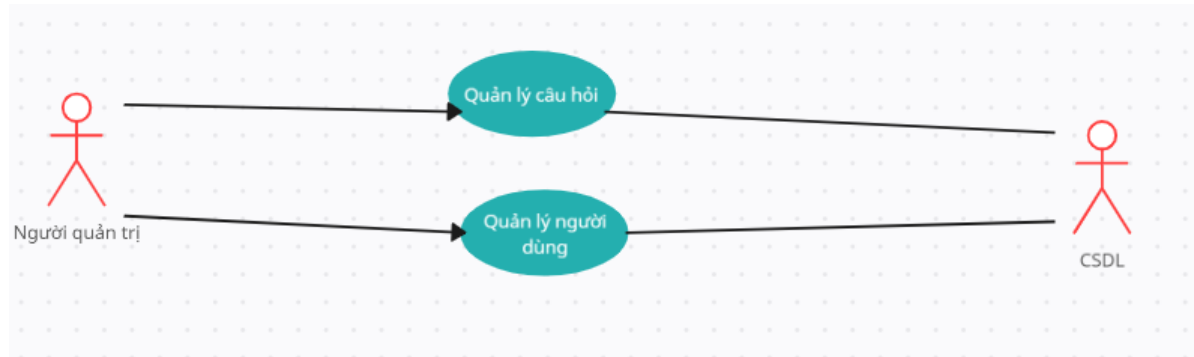 Quản lý câu hỏi
Người quản trị
Quản lý người
dùng
CSDL